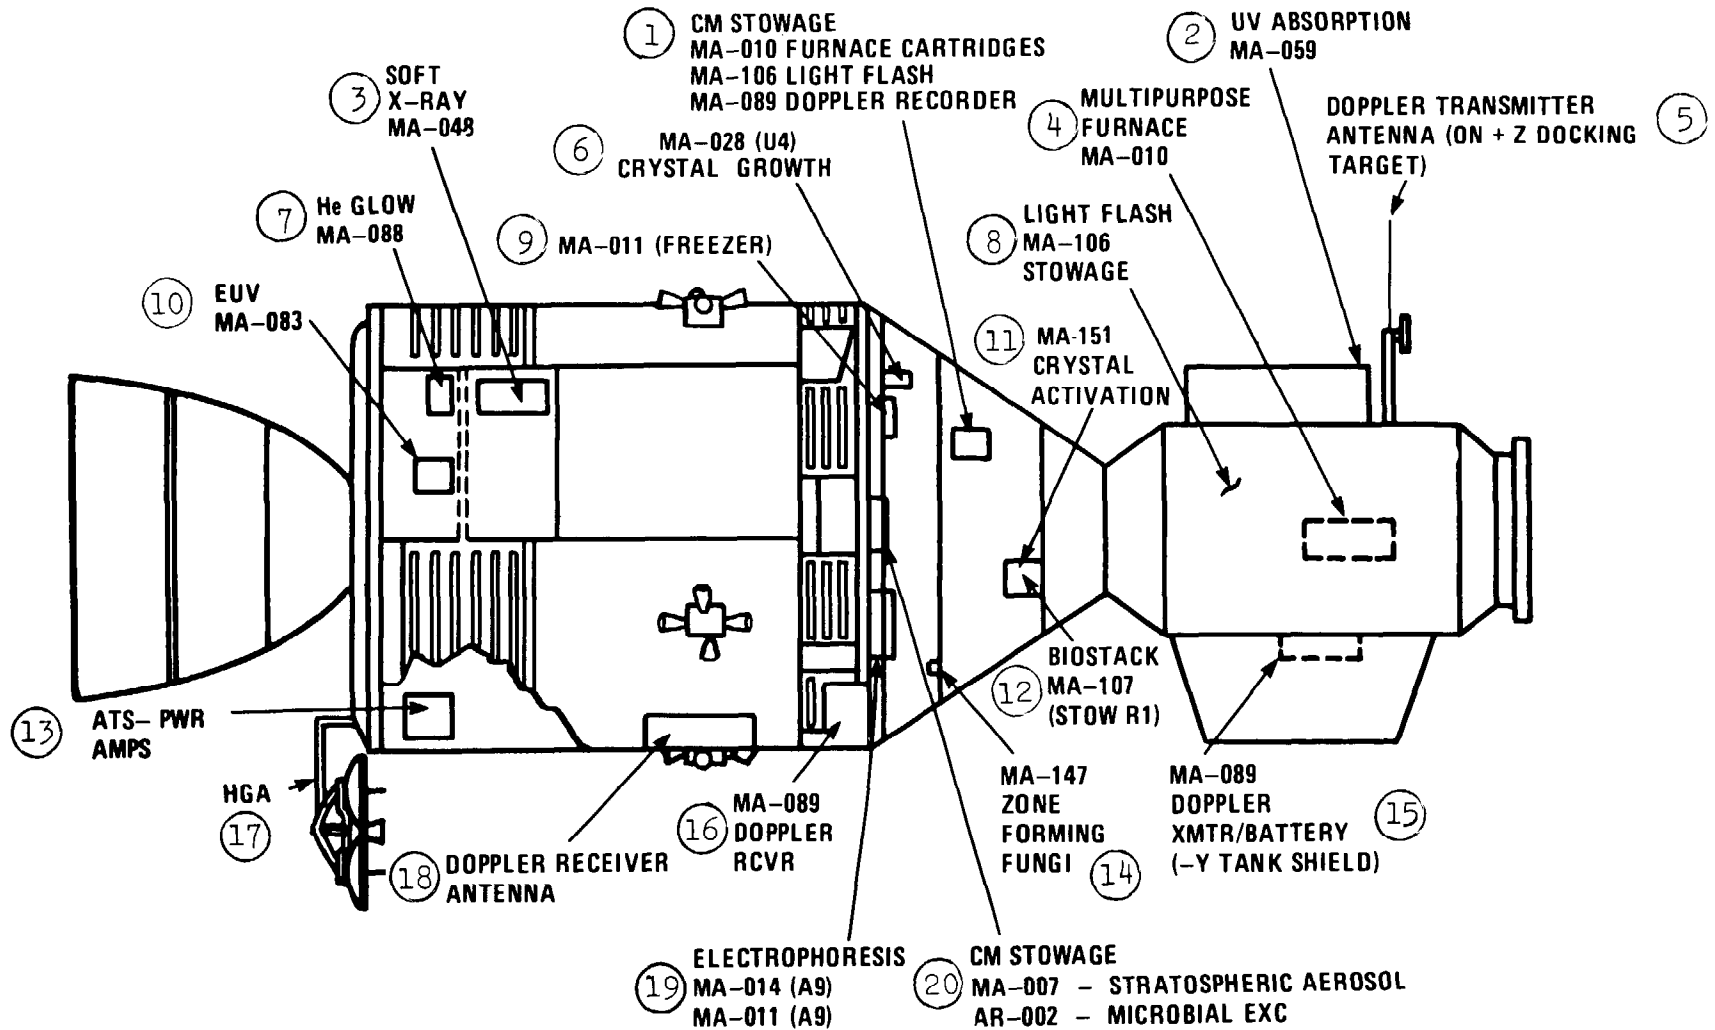 1
CM STOWAGE
MA-010 FURNACE CARTRIDGES
MA-106 LIGHT FLASH
MA-089 DOPPLER RECORDER
2
UV ABSORPTION
MA-059
3
SOFT
X-RAY
MA-048
4
MULTIPURPOSE
FURNACE
MA-010
DOPPLER TRANSMITTER
ANTENNA (ON + Z DOCKING
TARGET)
5
6
MA-028 (U4)
CRYSTAL GROWTH
7
He GLOW
MA-088
8
LIGHT FLASH
MA-106
STOWAGE
9
MA-011 (FREEZER)
10
EUV
MA-083
11
MA-151
CRYSTAL
ACTIVATION
12
BIOSTACK
MA-107
(STOW R1)
13
ATS- PWR
AMPS
MA-147
ZONE
FORMING
FUNGI
14
MA-089
DOPPLER
XMTR/BATTERY
(-Y TANK SHIELD)
15
16
MA-089
DOPPLER
RCVR
HGA
17
18
DOPPLER RECEIVER
ANTENNA
19
ELECTROPHORESIS
MA-014 (A9)
MA-011 (A9)
20
CM STOWAGE
MA-007 - STRATOSPHERIC AEROSOL
AR-002 - MICROBIAL EXC